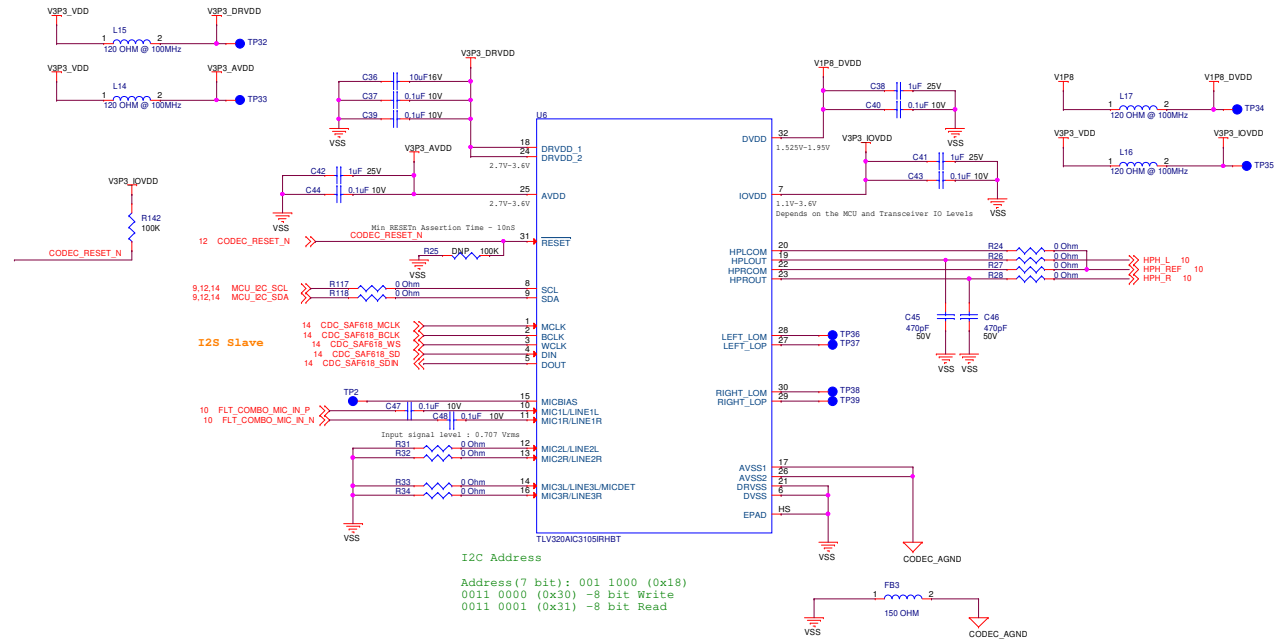 V3P3_VDD V3P3_DRVDD
L15
1 2 TP32
120 OHM @ 100MHz
V3P3_VDD V3P3_AVDD
L14
1 2 TP33
120 OHM @ 100MHz
V3P3_IOVDD
R142
100K
CODEC_RESET_N
V3P3_DRVDD
C36 10uF16V
C37 0.1uF 10V
C39 0.1uF 10V
VSS
V3P3_AVDD
C42 1uF 25V
C44 0.1uF 10V
VSS
V1P8_DVDD
C38 1uF 25V
C40 0.1uF 10V
VSS
V3P3_IOVDD
C41 1uF 25V
C43 0.1uF 10V
VSS
V1P8 V1P8_DVDD
L17
1 2 TP34
120 OHM @ 100MHz
V3P3_VDD V3P3_IOVDD
L16
1 2 TP35
120 OHM @ 100MHz
U6
18 DRVDD_1
24 DRVDD_2
2.7V-3.6V
25 AVDD
2.7V-3.6V
DVDD 32
1.525V-1.95V
IOVDD 7
1.1V-3.6V
Depends on the MCU and Transceiver IO Levels
Min RESETn Assertion Time - 10nS
12 CODEC_RESET_N CODEC_RESET_N 31 RESET
R25 DNP 100K
VSS
9,12,14 MCU_I2C_SCL R117 0 Ohm 8 SCL
9,12,14 MCU_I2C_SDA R118 0 Ohm 9 SDA
I2S Slave
14 CDC_SAF618_MCLK 1 MCLK
14 CDC_SAF618_BCLK 2 BCLK
14 CDC_SAF618_WS 3 WCLK
14 CDC_SAF618_SD 4 DIN
14 CDC_SAF618_SDIN 5 DOUT
TP2 15 MICBIAS
10 FLT_COMBO_MIC_IN_P C47 0.1uF 10V 10 MIC1L/LINE1L
10 FLT_COMBO_MIC_IN_N C48 0.1uF 10V 11 MIC1R/LINE1R
Input signal level : 0.707 Vrms
R31 0 Ohm 12 MIC2L/LINE2L
R32 0 Ohm 13 MIC2R/LINE2R
R33 0 Ohm 14 MIC3L/LINE3L/MICDET
R34 0 Ohm 16 MIC3R/LINE3R
VSS
HPLCOM 20 R24 0 Ohm
HPLOUT 19 R26 0 Ohm HPH_L 10
HPRCOM 22 R27 0 Ohm HPH_REF 10
HPROUT 23 R28 0 Ohm HPH_R 10
C45 C46
470pF 470pF
50V 50V
VSS VSS
LEFT_LOM 28 TP36
LEFT_LOP 27 TP37
RIGHT_LOM 30 TP38
RIGHT_LOP 29 TP39
AVSS1 17
AVSS2 26
DRVSS 21
DVSS 6
EPAD HS
VSS
CODEC_AGND
TLV320AIC3105IRHBT
I2C Address
Address(7 bit): 001 1000 (0x18)
0011 0000 (0x30) -8 bit Write
0011 0001 (0x31) -8 bit Read
FB3
1 2
150 OHM
VSS
CODEC_AGND